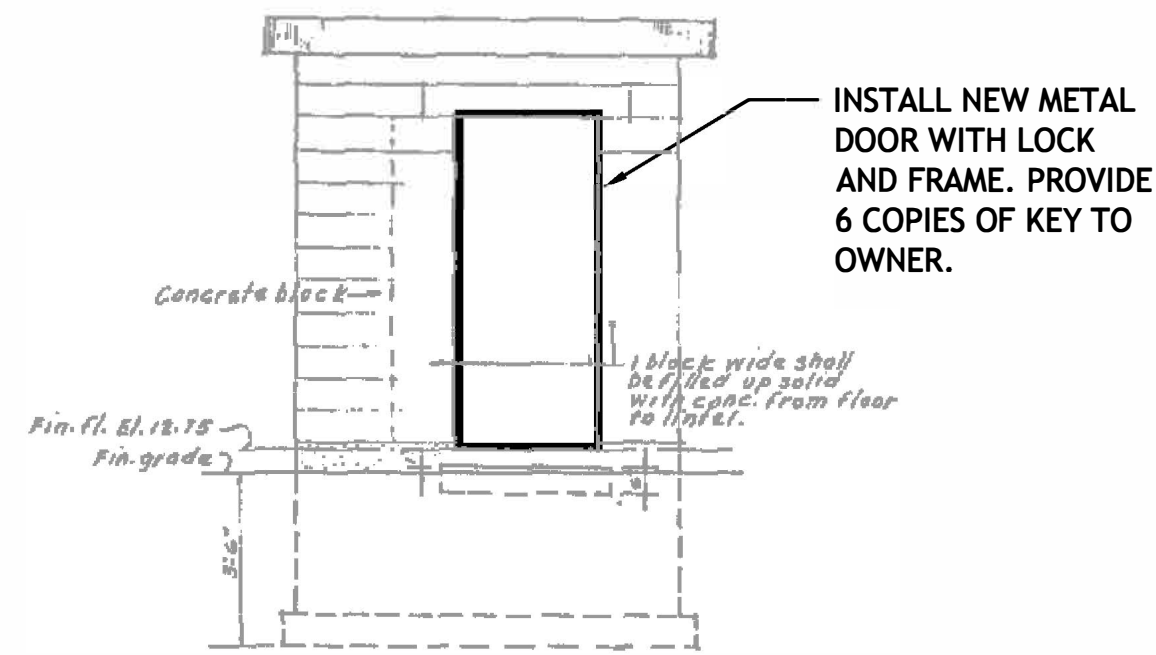 INSTALL NEW METAL
DOOR WITH LOCK
AND FRAME. PROVIDE
6 COPIES OF KEY TO
OWNER.
Concrete block
1 block wide shall
be filled up solid
with conc. from floor
to lintel.
Fin. fl. El. 12.75
Fin. grade
3'-6"